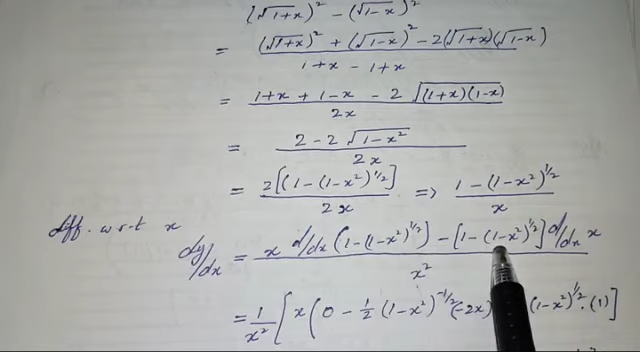 (√1+x)² − (√1−x)²
= (√1+x)² + (√1−x)² − 2(√1+x)(√1−x)
1+x − 1+x
= 1+x + 1−x − 2√(1+x)(1−x)
2x
= 2 − 2√1−x²
2x
= 2[(1−(1−x²)^1/2] ⇒ 1−(1−x²)^1/2
2x x
diff. w.r.t x
dy/dx = x d/dx (1−(1−x²)^1/2) − [1−(1−x²)^1/2] d/dx x
x²
= 1/x² [x(0 − 1/2 (1−x²)^−1/2 (−2x) (1−x²)^1/2 · (1)]